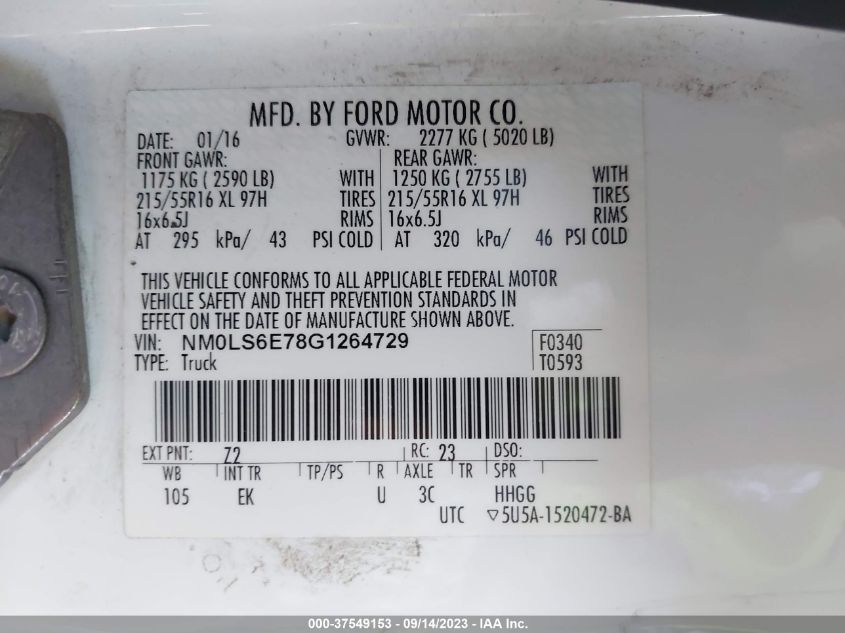 MFD. BY FORD MOTOR CO.
DATE: 01/16 GVWR: 2277 KG ( 5020 LB)
FRONT GAWR: REAR GAWR:
1175 KG ( 2590 LB) WITH 1250 KG ( 2755 LB) WITH
215/55R16 XL 97H TIRES 215/55R16 XL 97H TIRES
16x6.5J RIMS 16x6.5J RIMS
AT 295 kPa/ 43 PSI COLD AT 320 kPa/ 46 PSI COLD
THIS VEHICLE CONFORMS TO ALL APPLICABLE FEDERAL MOTOR
VEHICLE SAFETY AND THEFT PREVENTION STANDARDS IN
EFFECT ON THE DATE OF MANUFACTURE SHOWN ABOVE.
VIN: NM0LS6E78G1264729 F0340
TYPE: Truck T0593
EXT PNT: Z2 RC: 23 DSO:
WB INT TR TP/PS R AXLE TR SPR
105 EK U 3C HHGG
UTC ▽5U5A-1520472-BA
000-37549153 - 09/14/2023 - IAA Inc.